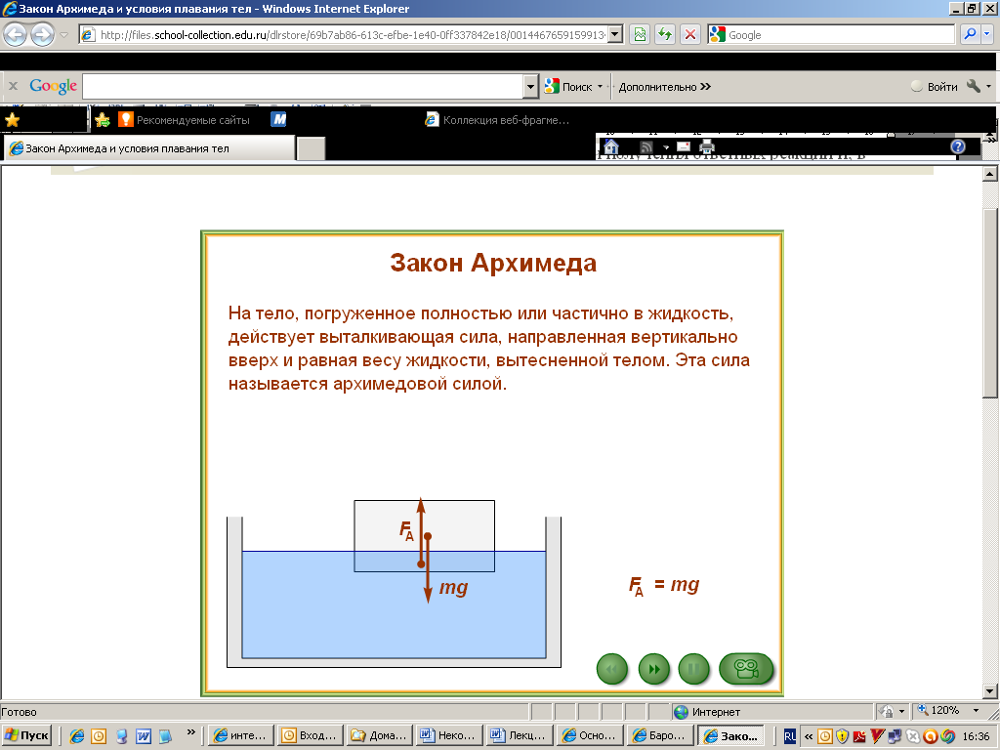 Закон Архимеда и условия плавания тел - Windows Internet Explorer
http://files.school-collection.edu.ru/dlrstore/69b7ab86-613c-efbe-1e40-0ff337842e18/0014467659159913
Google
Google
Поиск
Дополнительно
Войти
Рекомендуемые сайты
Коллекция веб-фрагме...
Закон Архимеда и условия плавания тел
Закон Архимеда
На тело, погруженное полностью или частично в жидкость,
действует выталкивающая сила, направленная вертикально
вверх и равная весу жидкости, вытесненной телом. Эта сила
называется архимедовой силой.
FA
mg
FA = mg
Готово
Интернет
120%
Пуск
инте...
Вход...
Дома...
Неко...
Лекц...
Осно...
Баро...
Зако...
RL
16:36